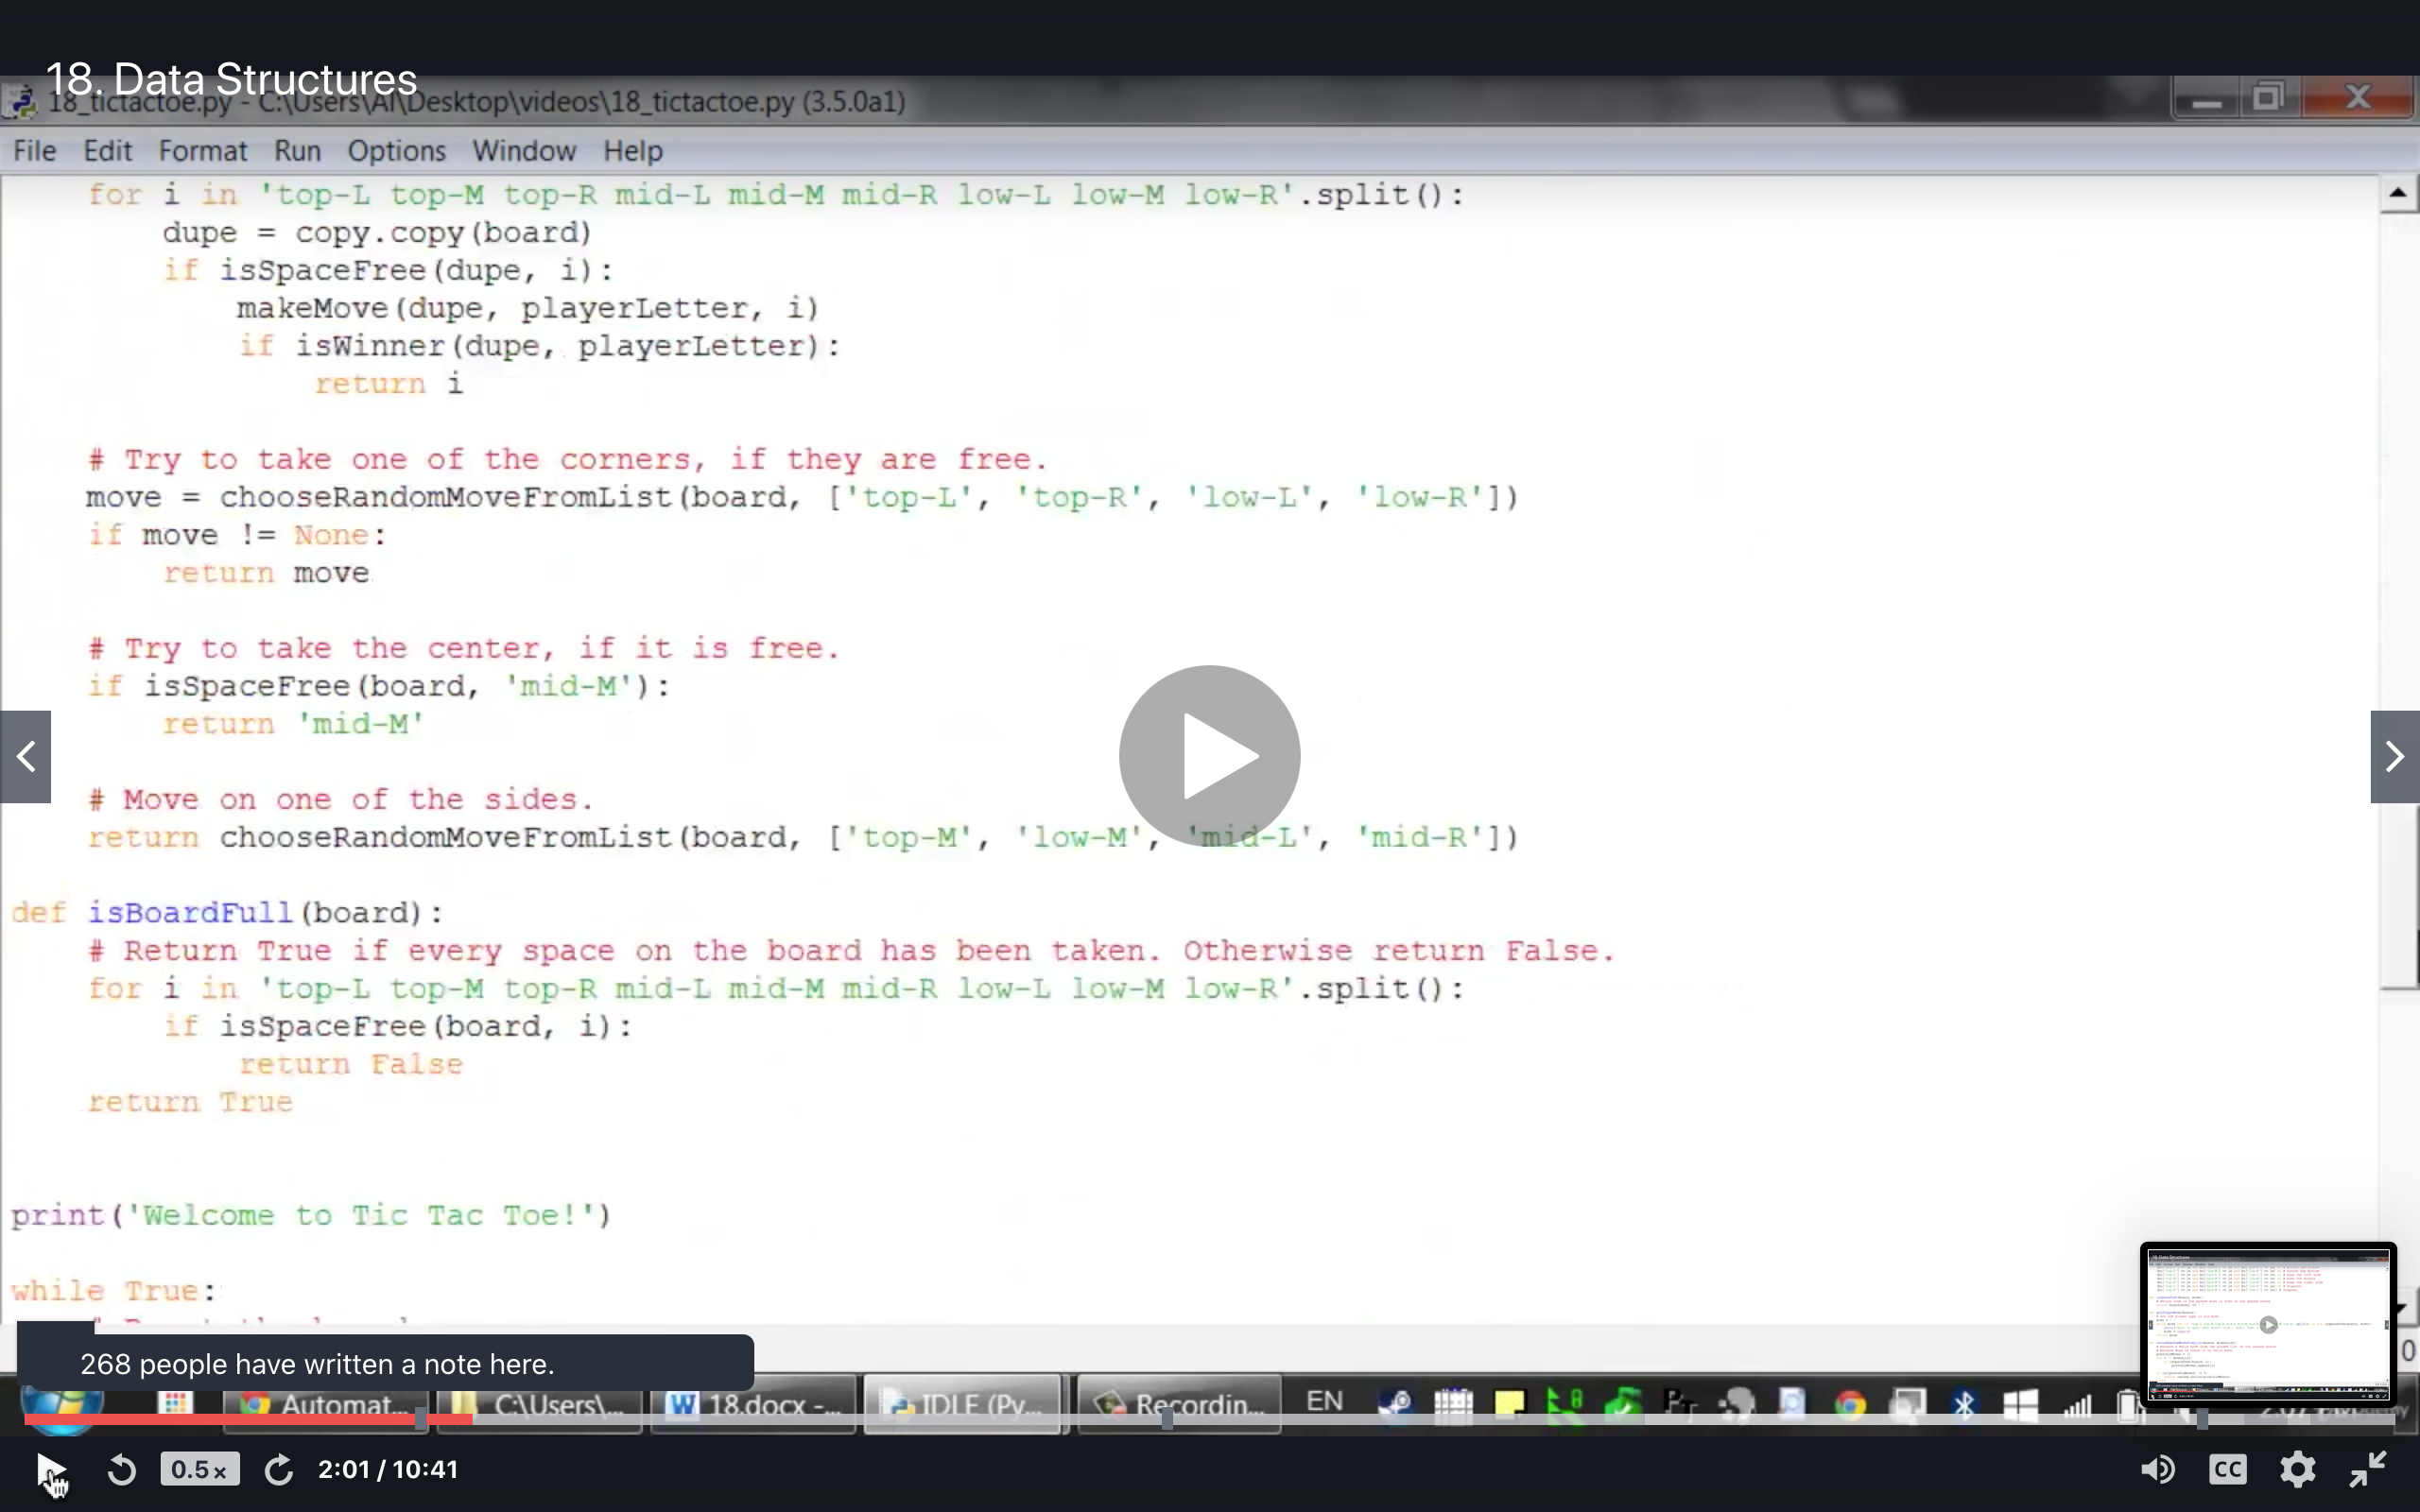 18. Data Structures
18_tictactoe.py - C:\Users\Al\Desktop\videos\18_tictactoe.py (3.5.0a1)
File Edit Format Run Options Window Help
for i in 'top-L top-M top-R mid-L mid-M mid-R low-L low-M low-R'.split():
dupe = copy.copy(board)
if isSpaceFree(dupe, i):
makeMove(dupe, playerLetter, i)
if isWinner(dupe, playerLetter):
return i
# Try to take one of the corners, if they are free.
move = chooseRandomMoveFromList(board, ['top-L', 'top-R', 'low-L', 'low-R'])
if move != None:
return move
# Try to take the center, if it is free.
if isSpaceFree(board, 'mid-M'):
return 'mid-M'
# Move on one of the sides.
return chooseRandomMoveFromList(board, ['top-M', 'low-M', 'mid-L', 'mid-R'])
def isBoardFull(board):
# Return True if every space on the board has been taken. Otherwise return False.
for i in 'top-L top-M top-R mid-L mid-M mid-R low-L low-M low-R'.split():
if isSpaceFree(board, i):
return False
return True
print('Welcome to Tic Tac Toe!')
while True:
268 people have written a note here.
Automat... C:\Users\... 18.docx -... IDLE (Py... Recordin... EN
0.5x 2:01 / 10:41 CC